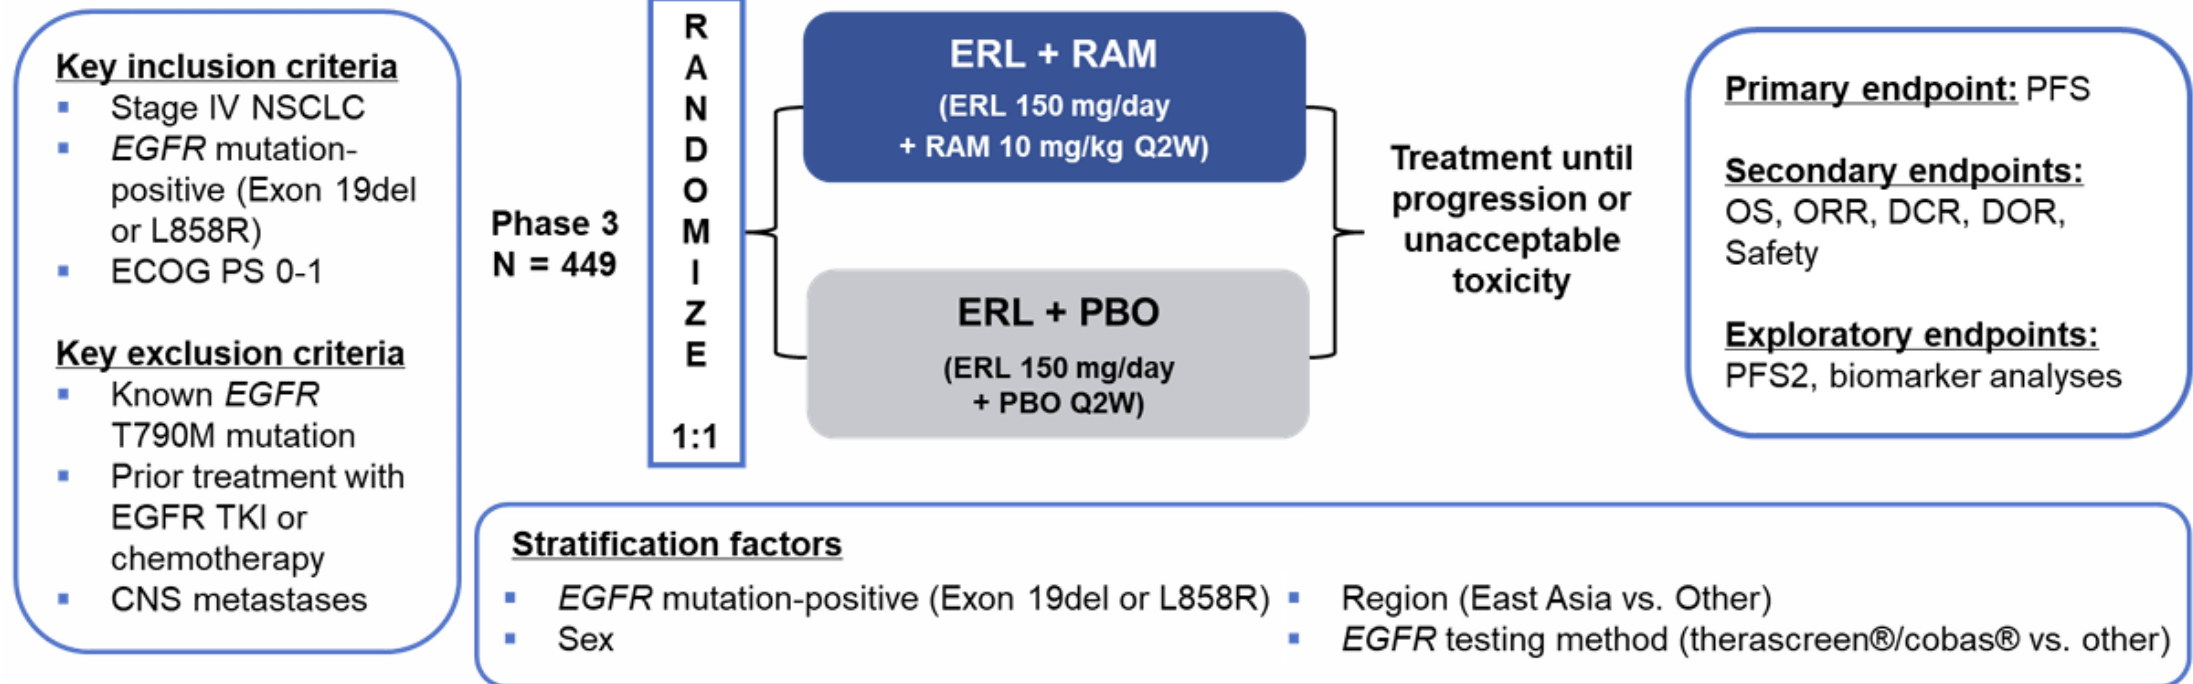 Key inclusion criteria
▪ Stage IV NSCLC
▪ EGFR mutation-
positive (Exon 19del
or L858R)
▪ ECOG PS 0-1
Key exclusion criteria
▪ Known EGFR
T790M mutation
▪ Prior treatment with
EGFR TKI or
chemotherapy
▪ CNS metastases
Phase 3
N = 449
R
A
N
D
O
M
I
Z
E
1:1
ERL + RAM
(ERL 150 mg/day
+ RAM 10 mg/kg Q2W)
ERL + PBO
(ERL 150 mg/day
+ PBO Q2W)
Treatment until
progression or
unacceptable
toxicity
Primary endpoint: PFS
Secondary endpoints:
OS, ORR, DCR, DOR,
Safety
Exploratory endpoints:
PFS2, biomarker analyses
Stratification factors
▪ EGFR mutation-positive (Exon 19del or L858R)
▪ Sex
▪ Region (East Asia vs. Other)
▪ EGFR testing method (therascreen®/cobas® vs. other)